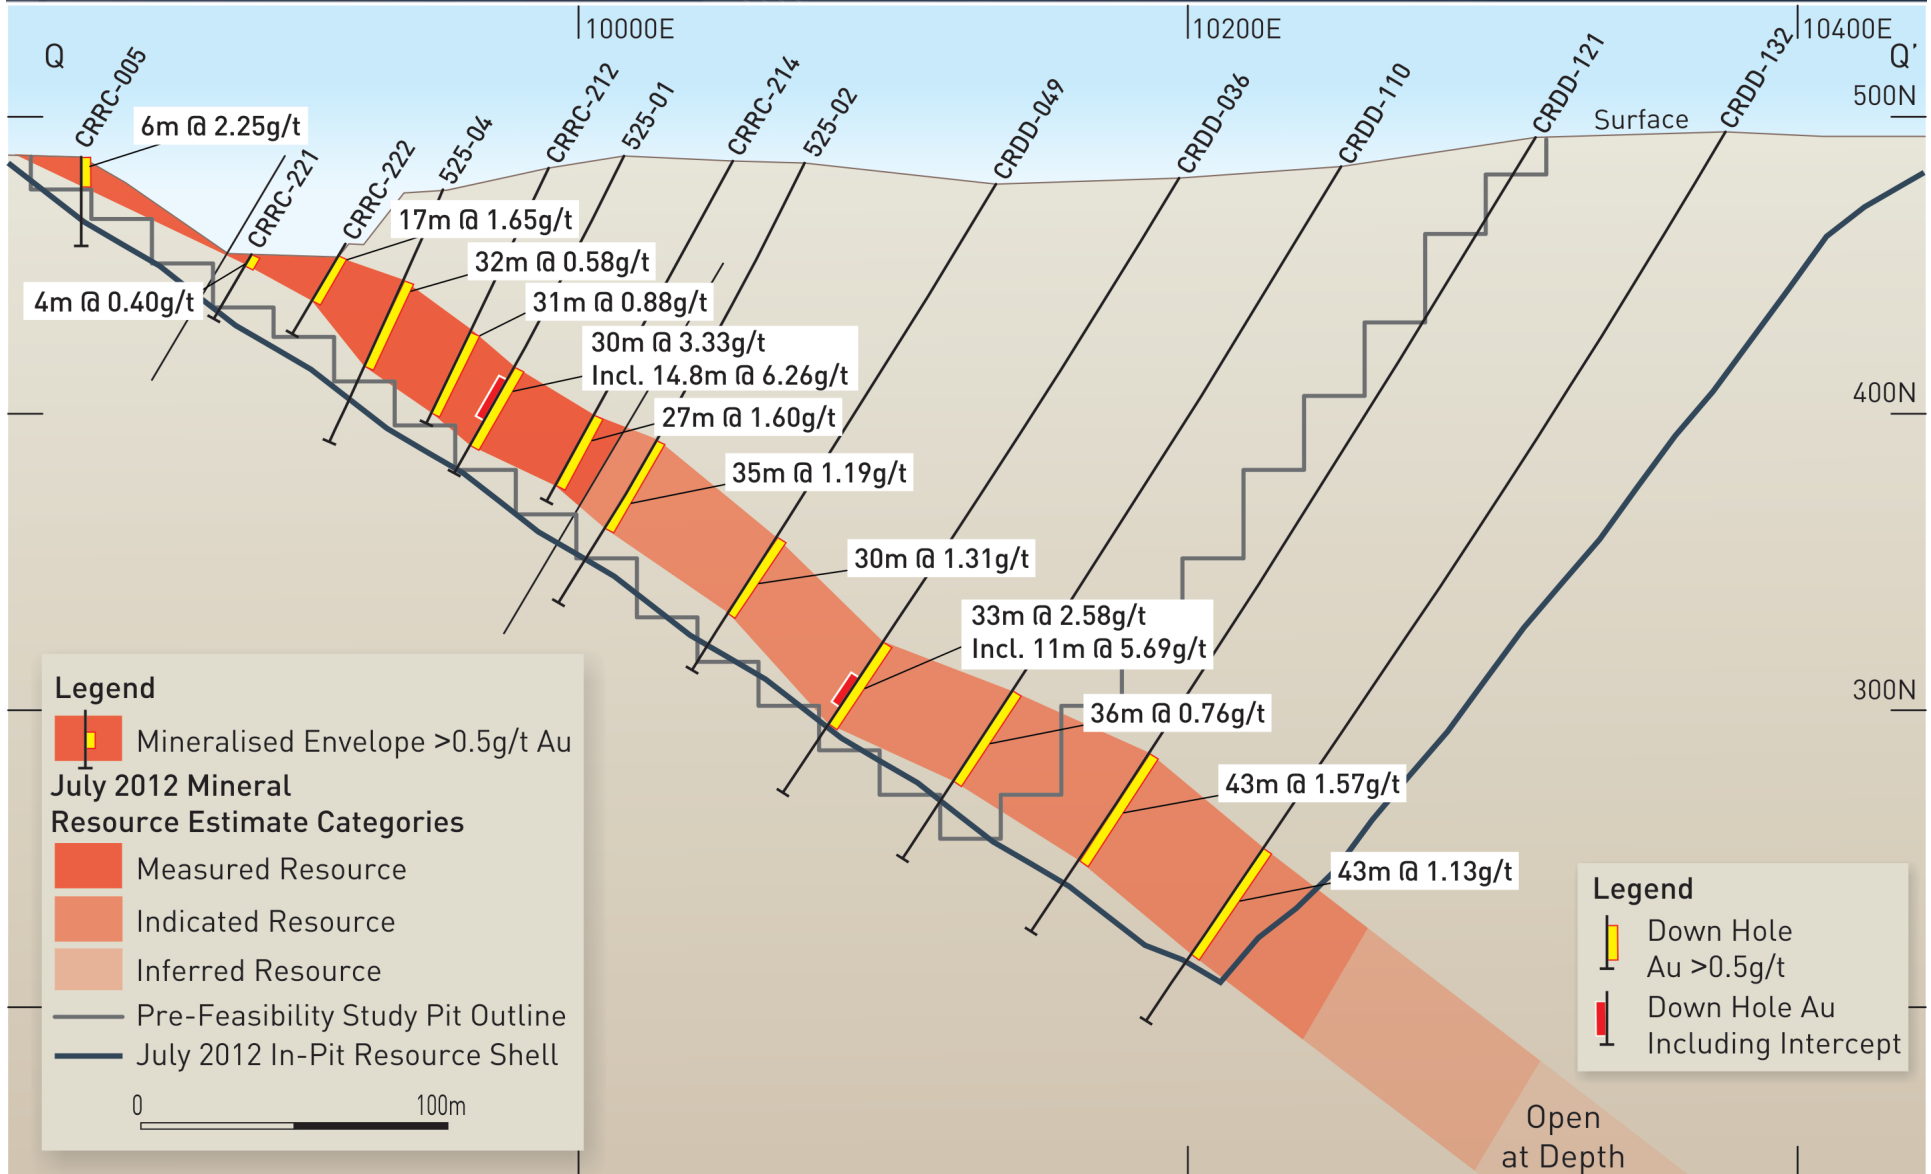 10000E
10200E
10400E
Q
Q'
500N
400N
300N
CRRC-005
CRRC-221
CRRC-222
525-04
CRRC-212
525-01
CRRC-214
525-02
CRDD-049
CRDD-036
CRDD-110
CRDD-121
CRDD-132
Surface
6m @ 2.25g/t
4m @ 0.40g/t
17m @ 1.65g/t
32m @ 0.58g/t
31m @ 0.88g/t
30m @ 3.33g/t
Incl. 14.8m @ 6.26g/t
27m @ 1.60g/t
35m @ 1.19g/t
30m @ 1.31g/t
33m @ 2.58g/t
Incl. 11m @ 5.69g/t
36m @ 0.76g/t
43m @ 1.57g/t
43m @ 1.13g/t
Open
at Depth
Legend
Mineralised Envelope >0.5g/t Au
July 2012 Mineral
Resource Estimate Categories
Measured Resource
Indicated Resource
Inferred Resource
Pre-Feasibility Study Pit Outline
July 2012 In-Pit Resource Shell
0 100m
Legend
Down Hole
Au >0.5g/t
Down Hole Au
Including Intercept